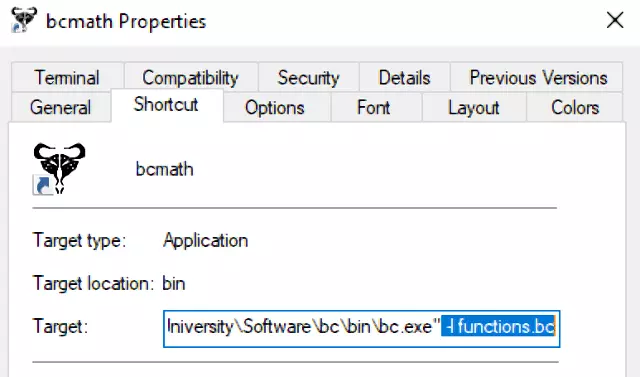 bcmath Properties
Terminal Compatibility Security Details Previous Versions
General Shortcut Options Font Layout Colors
bcmath
Target type: Application
Target location: bin
Target: lniversity\Software\bc\bin\bc.exe" -l functions.bc